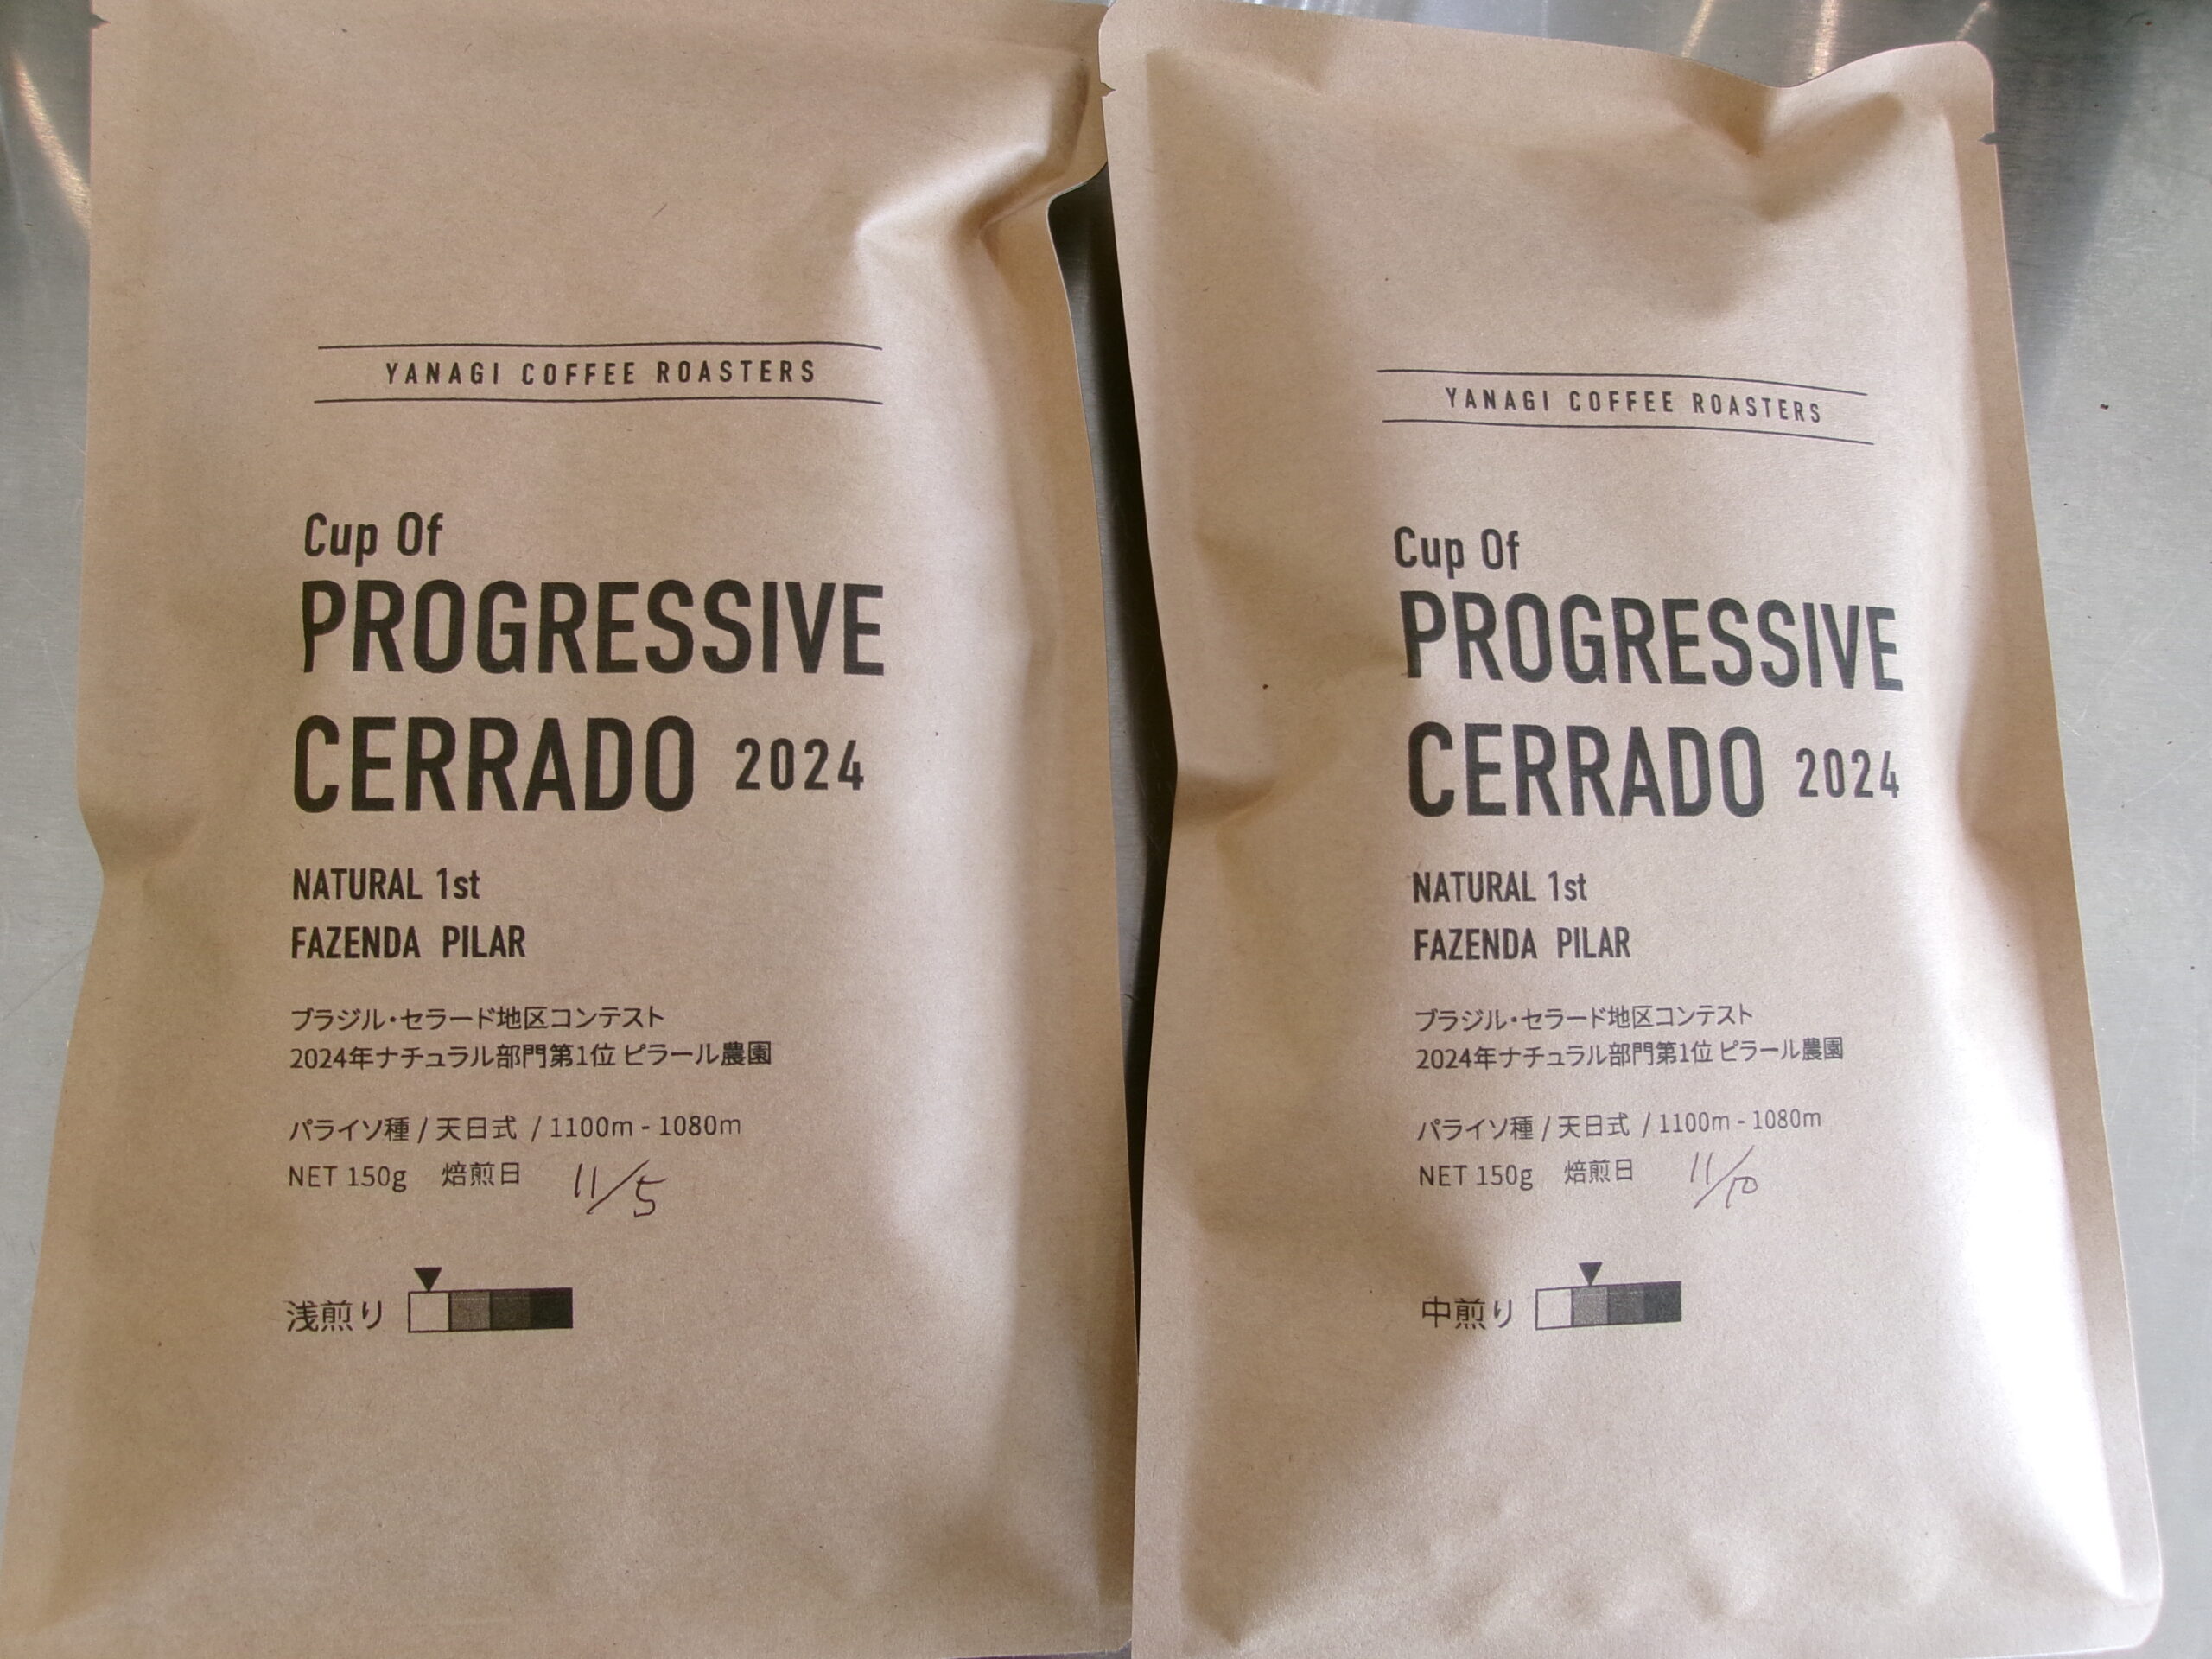 YANAGI COFFEE ROASTERS
Cup Of
PROGRESSIVE
CERRADO 2024
NATURAL 1st
FAZENDA PILAR
ブラジル・セラード地区コンテスト
2024年ナチュラル部門第1位 ピラール農園
パライソ種 / 天日式 / 1100m - 1080m
NET 150g 焙煎日 11/5
浅煎り
YANAGI COFFEE ROASTERS
Cup Of
PROGRESSIVE
CERRADO 2024
NATURAL 1st
FAZENDA PILAR
ブラジル・セラード地区コンテスト
2024年ナチュラル部門第1位 ピラール農園
パライソ種 / 天日式 / 1100m - 1080m
NET 150g 焙煎日 11/10
中煎り